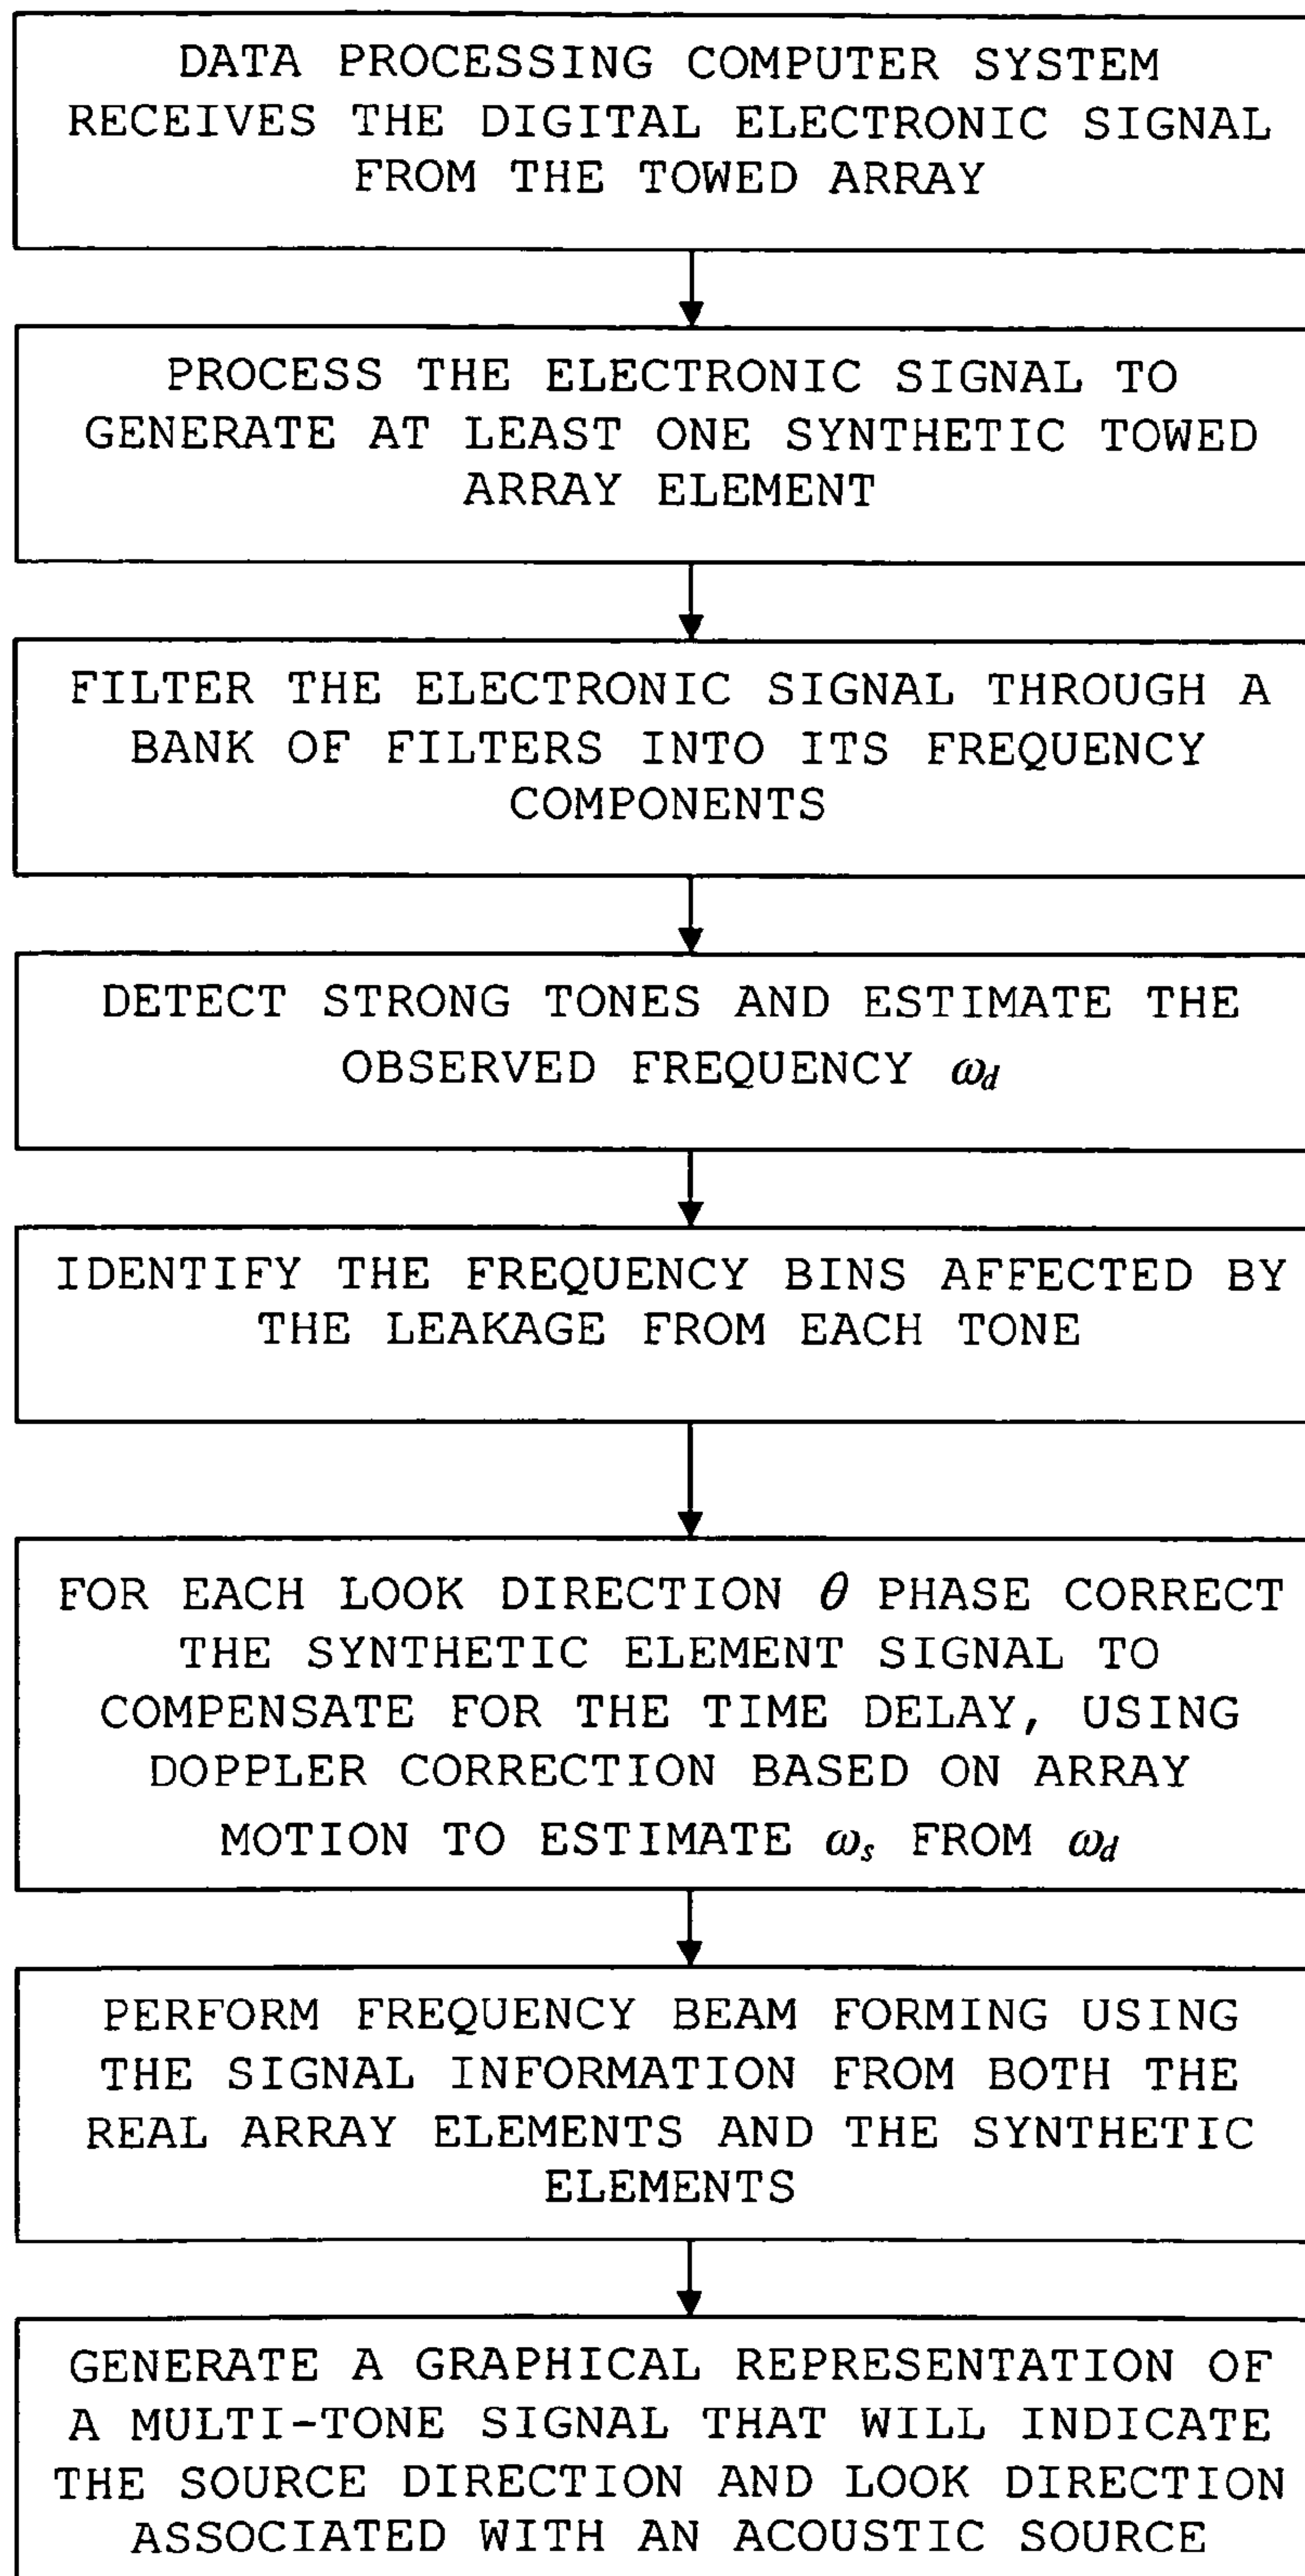 DATA PROCESSING COMPUTER SYSTEM
RECEIVES THE DIGITAL ELECTRONIC SIGNAL
FROM THE TOWED ARRAY
PROCESS THE ELECTRONIC SIGNAL TO
GENERATE AT LEAST ONE SYNTHETIC TOWED
ARRAY ELEMENT
FILTER THE ELECTRONIC SIGNAL THROUGH A
BANK OF FILTERS INTO ITS FREQUENCY
COMPONENTS
DETECT STRONG TONES AND ESTIMATE THE
OBSERVED FREQUENCY ω_d
IDENTIFY THE FREQUENCY BINS AFFECTED BY
THE LEAKAGE FROM EACH TONE
FOR EACH LOOK DIRECTION θ PHASE CORRECT
THE SYNTHETIC ELEMENT SIGNAL TO
COMPENSATE FOR THE TIME DELAY, USING
DOPPLER CORRECTION BASED ON ARRAY
MOTION TO ESTIMATE ω_s FROM ω_d
PERFORM FREQUENCY BEAM FORMING USING
THE SIGNAL INFORMATION FROM BOTH THE
REAL ARRAY ELEMENTS AND THE SYNTHETIC
ELEMENTS
GENERATE A GRAPHICAL REPRESENTATION OF
A MULTI-TONE SIGNAL THAT WILL INDICATE
THE SOURCE DIRECTION AND LOOK DIRECTION
ASSOCIATED WITH AN ACOUSTIC SOURCE